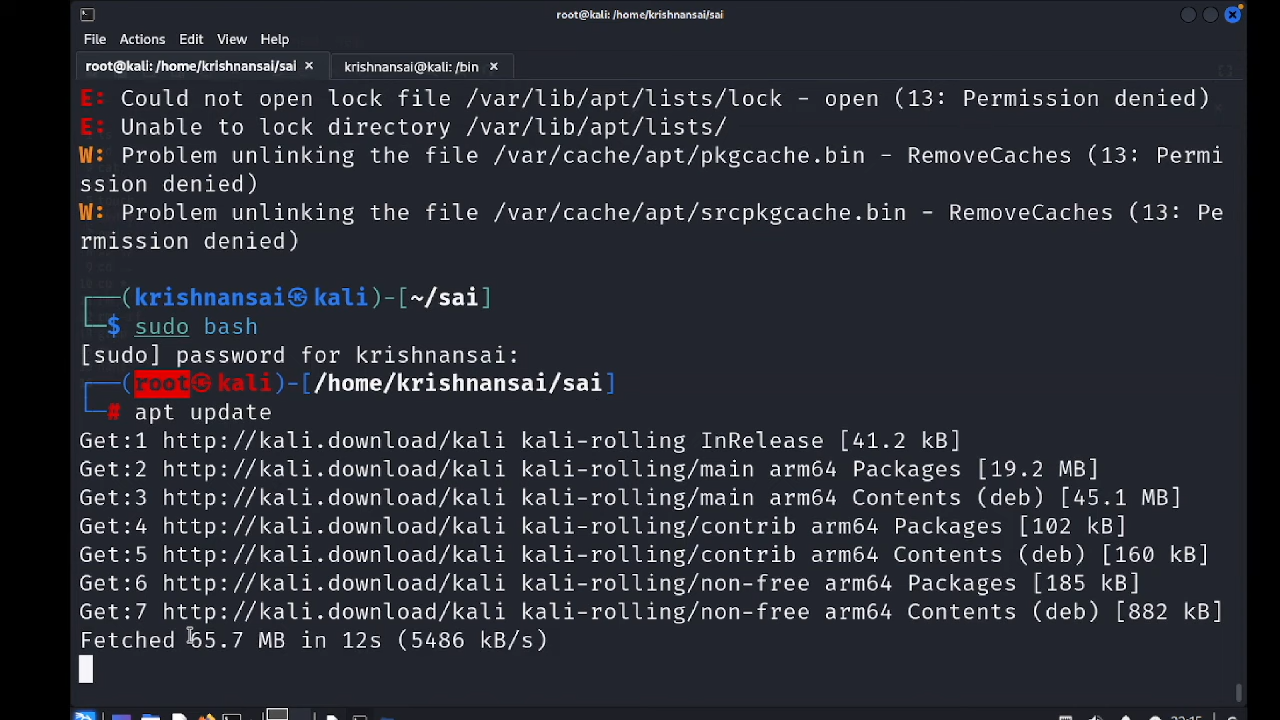 root@kali: /home/krishnansai/sai
File Actions Edit View Help
root@kali: /home/krishnansai/sai × krishnansai@kali: /bin ×
E: Could not open lock file /var/lib/apt/lists/lock - open (13: Permission denied)
E: Unable to lock directory /var/lib/apt/lists/
W: Problem unlinking the file /var/cache/apt/pkgcache.bin - RemoveCaches (13: Permi
ssion denied)
W: Problem unlinking the file /var/cache/apt/srcpkgcache.bin - RemoveCaches (13: Pe
rmission denied)
┌──(krishnansai㉿kali)-[~/sai]
└─$ sudo bash
[sudo] password for krishnansai:
┌──(root㉿kali)-[/home/krishnansai/sai]
└─# apt update
Get:1 http://kali.download/kali kali-rolling InRelease [41.2 kB]
Get:2 http://kali.download/kali kali-rolling/main arm64 Packages [19.2 MB]
Get:3 http://kali.download/kali kali-rolling/main arm64 Contents (deb) [45.1 MB]
Get:4 http://kali.download/kali kali-rolling/contrib arm64 Packages [102 kB]
Get:5 http://kali.download/kali kali-rolling/contrib arm64 Contents (deb) [160 kB]
Get:6 http://kali.download/kali kali-rolling/non-free arm64 Packages [185 kB]
Get:7 http://kali.download/kali kali-rolling/non-free arm64 Contents (deb) [882 kB]
Fetched 65.7 MB in 12s (5486 kB/s)